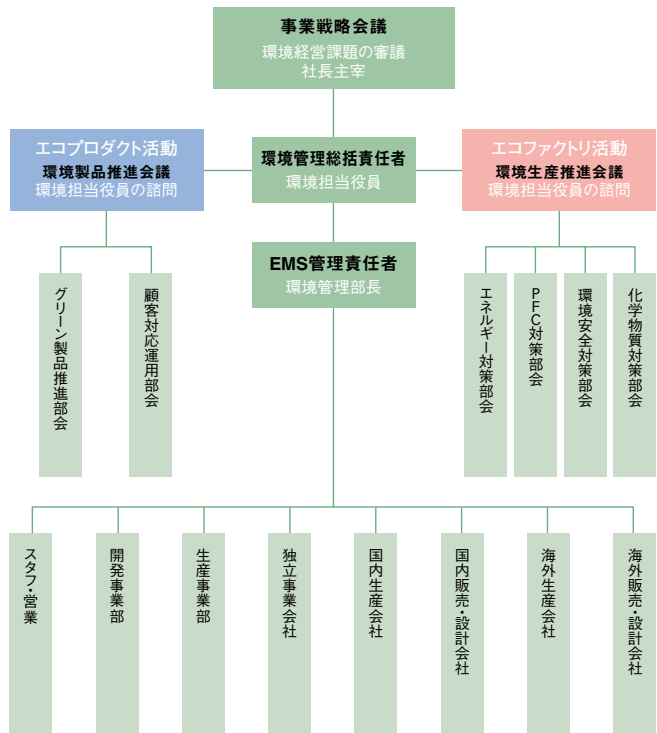 事業戦略会議
環境経営課題の審議
社長主宰
エコプロダクト活動
環境製品推進会議
環境担当役員の諮問
環境管理総括責任者
環境担当役員
エコファクトリ活動
環境生産推進会議
環境担当役員の諮問
EMS管理責任者
環境管理部長
グリーン製品推進部会
顧客対応運用部会
エネルギー対策部会
PFC対策部会
環境安全対策部会
化学物質対策部会
スタフ・営業
開発事業部
生産事業部
独立事業会社
国内生産会社
国内販売・設計会社
海外生産会社
海外販売・設計会社